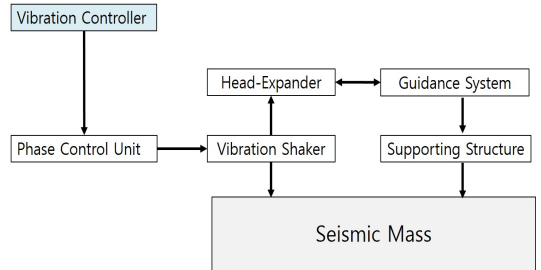 Vibration Controller
Head-Expander
Guidance System
Phase Control Unit
Vibration Shaker
Supporting Structure
Seismic Mass